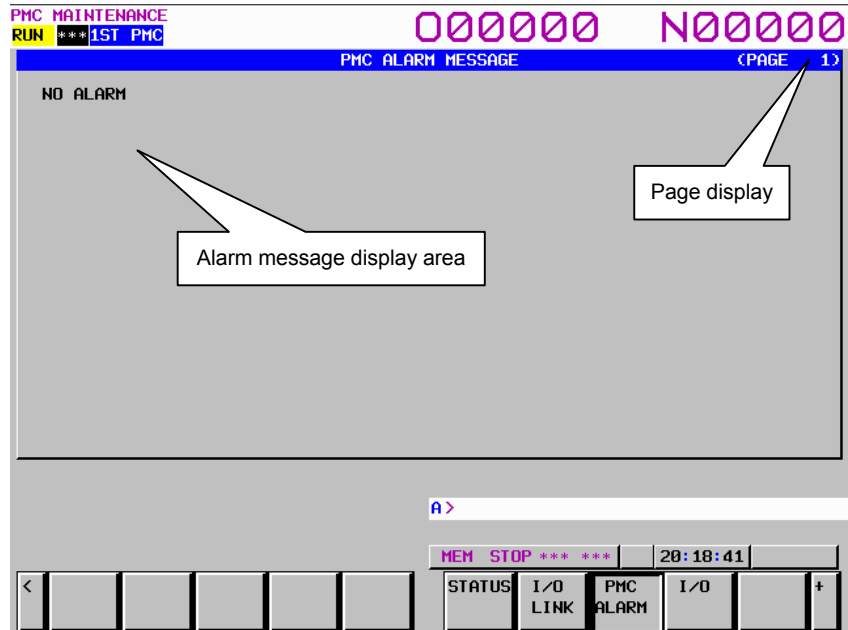 PMC MAINTENANCE
O00000 N00000
RUN ***1ST PMC
PMC ALARM MESSAGE (PAGE 1)
NO ALARM
Page display
Alarm message display area
A>
MEM STOP *** *** 20:18:41
< STATUS I/O LINK PMC ALARM I/O +